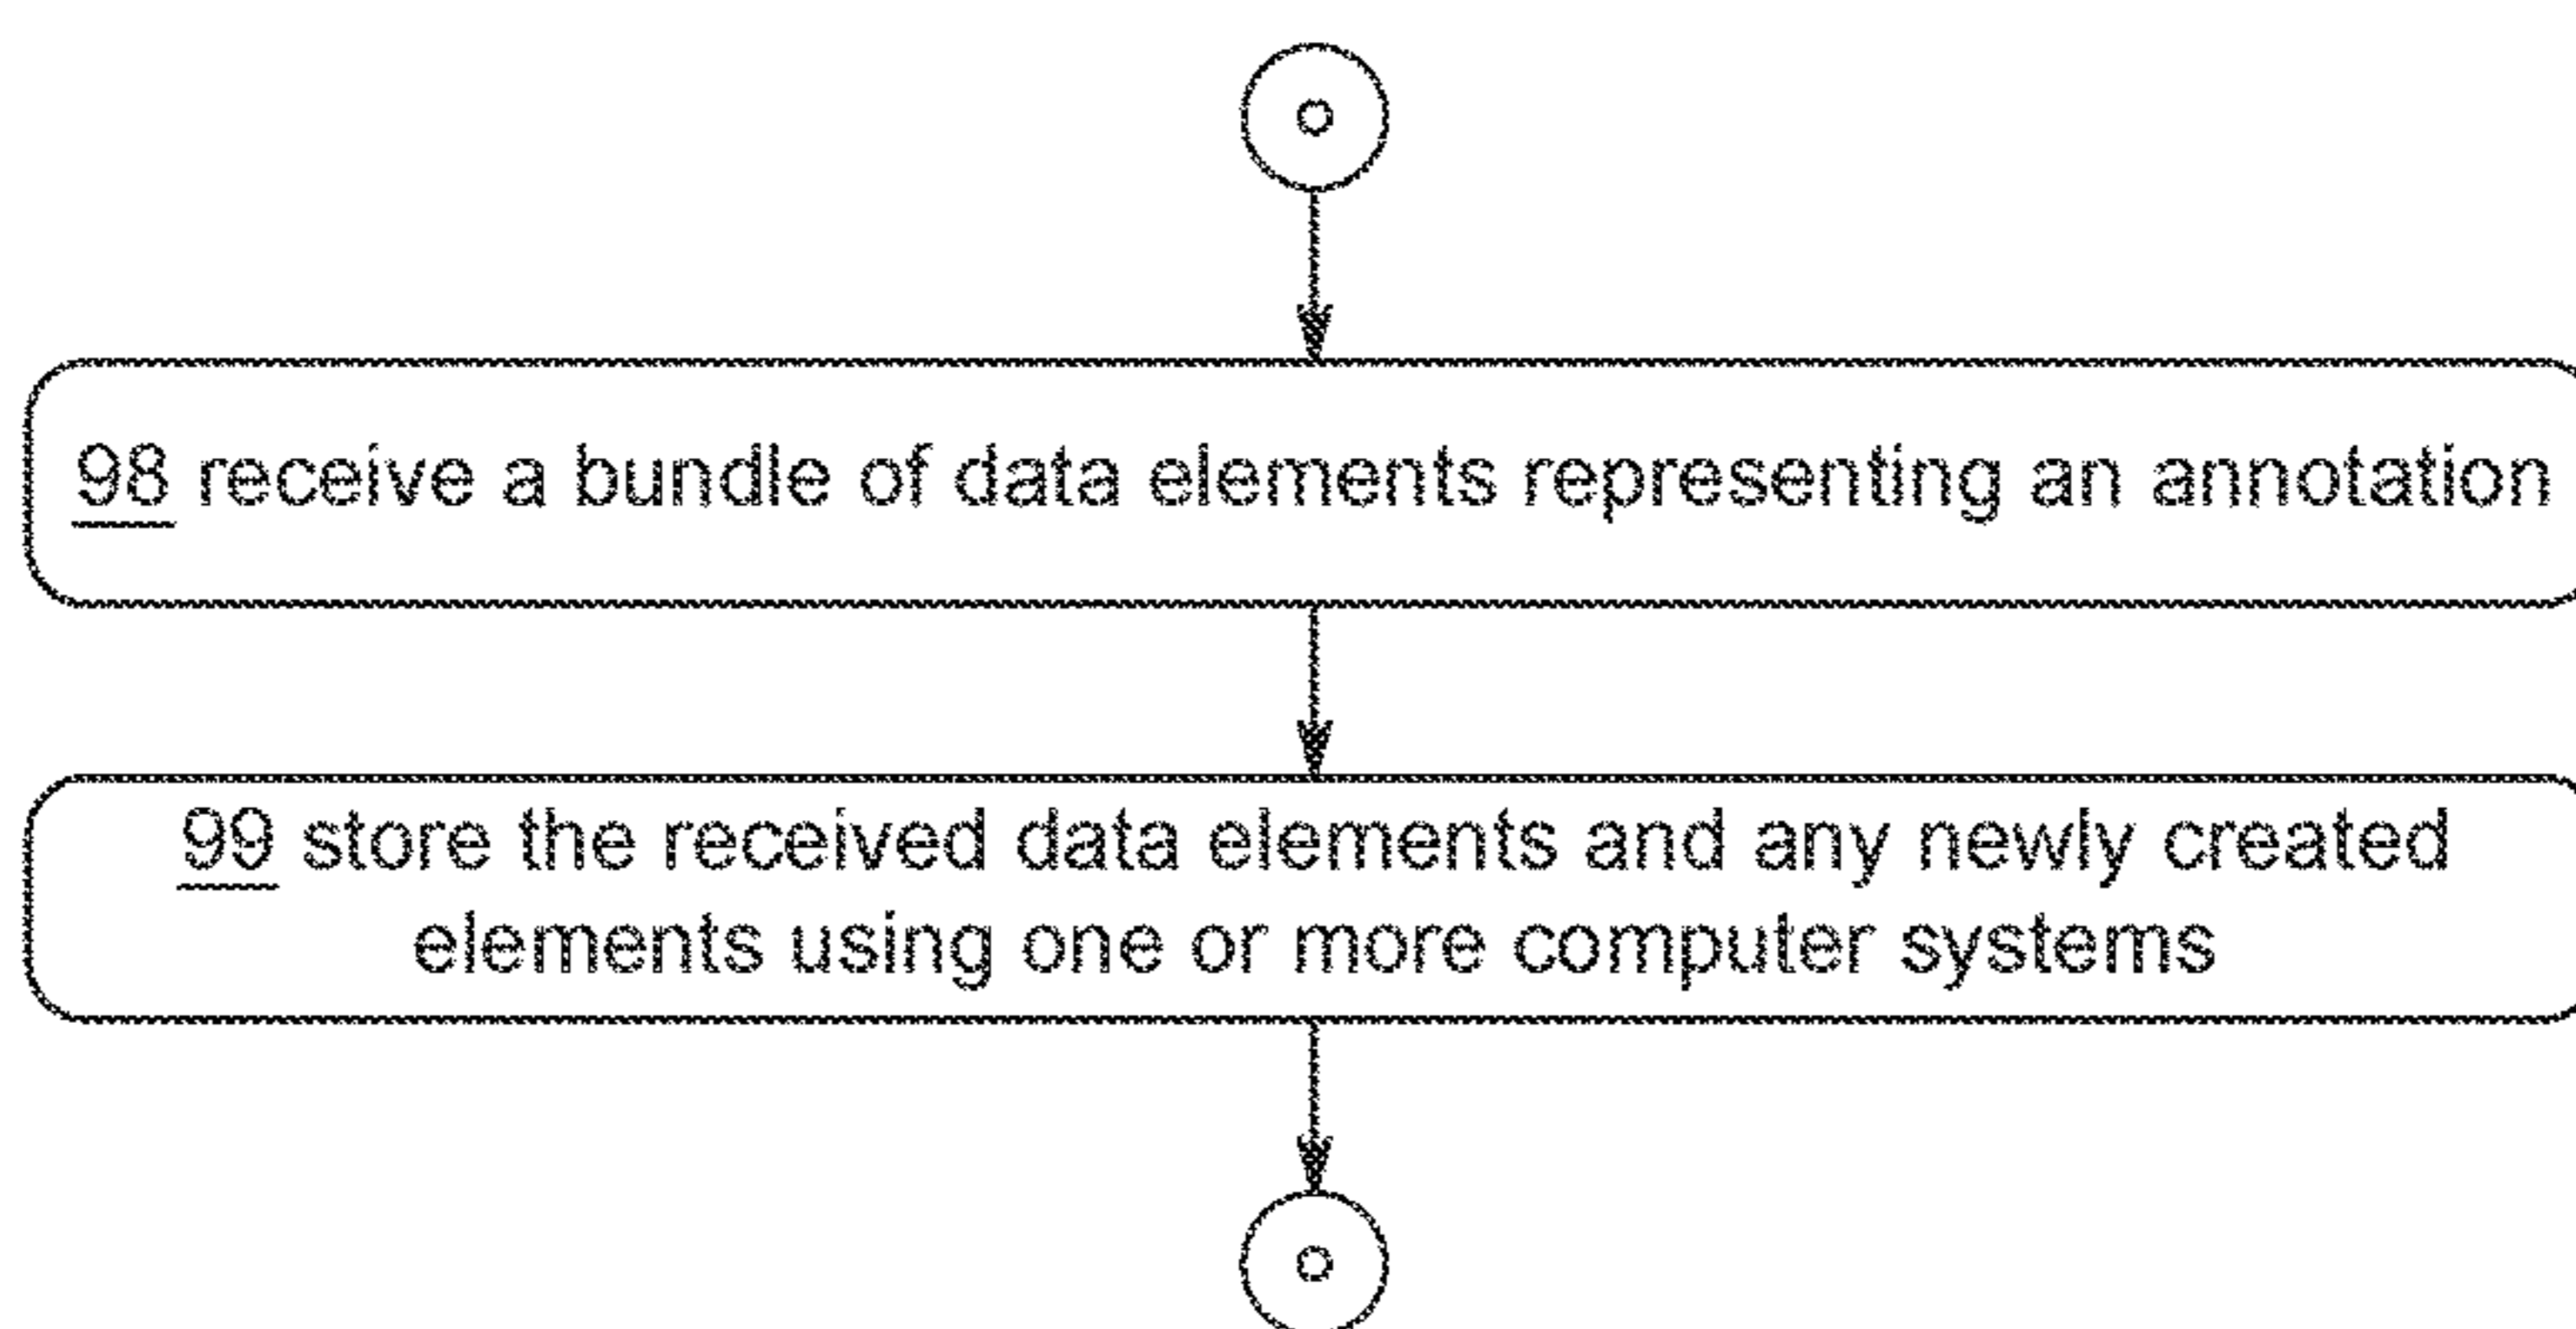 98 receive a bundle of data elements representing an annotation
99 store the received data elements and any newly created
elements using one or more computer systems